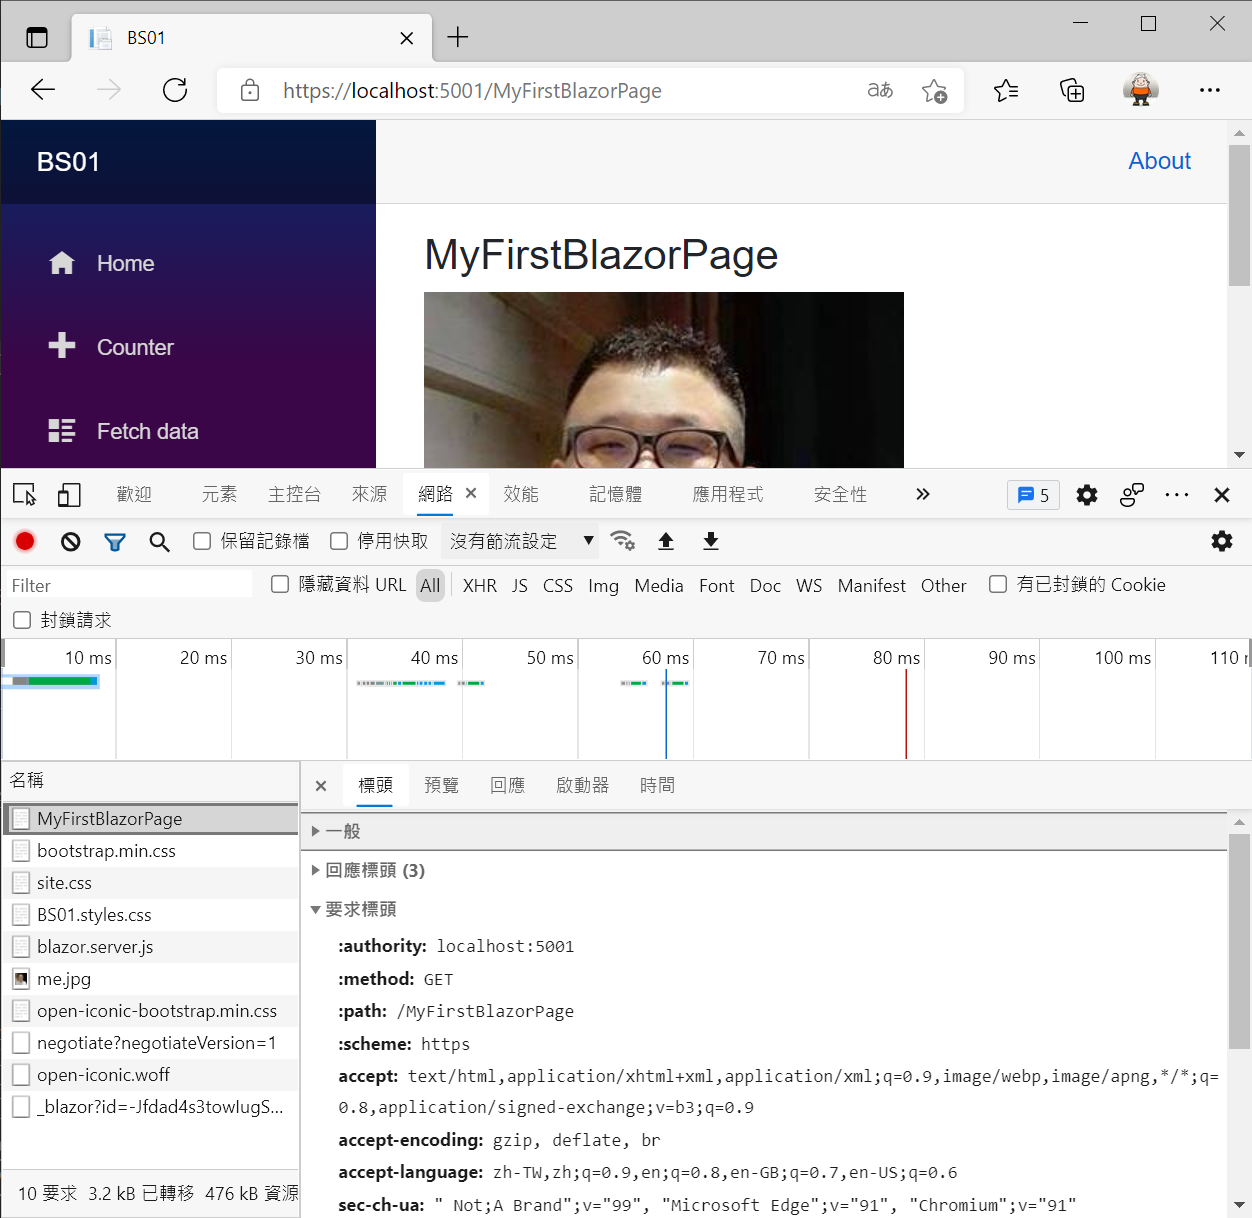 BS01
https://localhost:5001/MyFirstBlazorPage
BS01
About
MyFirstBlazorPage
Home
Counter
Fetch data
歡迎 元素 主控台 來源 網路 效能 記憶體 應用程式 安全性 5
保留記錄檔 停用快取 沒有節流設定
Filter 隱藏資料 URL All XHR JS CSS Img Media Font Doc WS Manifest Other 有已封鎖的 Cookie
封鎖請求
10 ms 20 ms 30 ms 40 ms 50 ms 60 ms 70 ms 80 ms 90 ms 100 ms 110
名稱
標頭 預覽 回應 啟動器 時間
MyFirstBlazorPage
bootstrap.min.css
site.css
BS01.styles.css
blazor.server.js
me.jpg
open-iconic-bootstrap.min.css
negotiate?negotiateVersion=1
open-iconic.woff
_blazor?id=-Jfdad4s3towIugS...
10 要求 3.2 kB 已轉移 476 kB 資源
一般
回應標頭 (3)
要求標頭
:authority: localhost:5001
:method: GET
:path: /MyFirstBlazorPage
:scheme: https
accept: text/html,application/xhtml+xml,application/xml;q=0.9,image/webp,image/apng,*/*;q=
0.8,application/signed-exchange;v=b3;q=0.9
accept-encoding: gzip, deflate, br
accept-language: zh-TW,zh;q=0.9,en;q=0.8,en-GB;q=0.7,en-US;q=0.6
sec-ch-ua: " Not;A Brand";v="99", "Microsoft Edge";v="91", "Chromium";v="91"